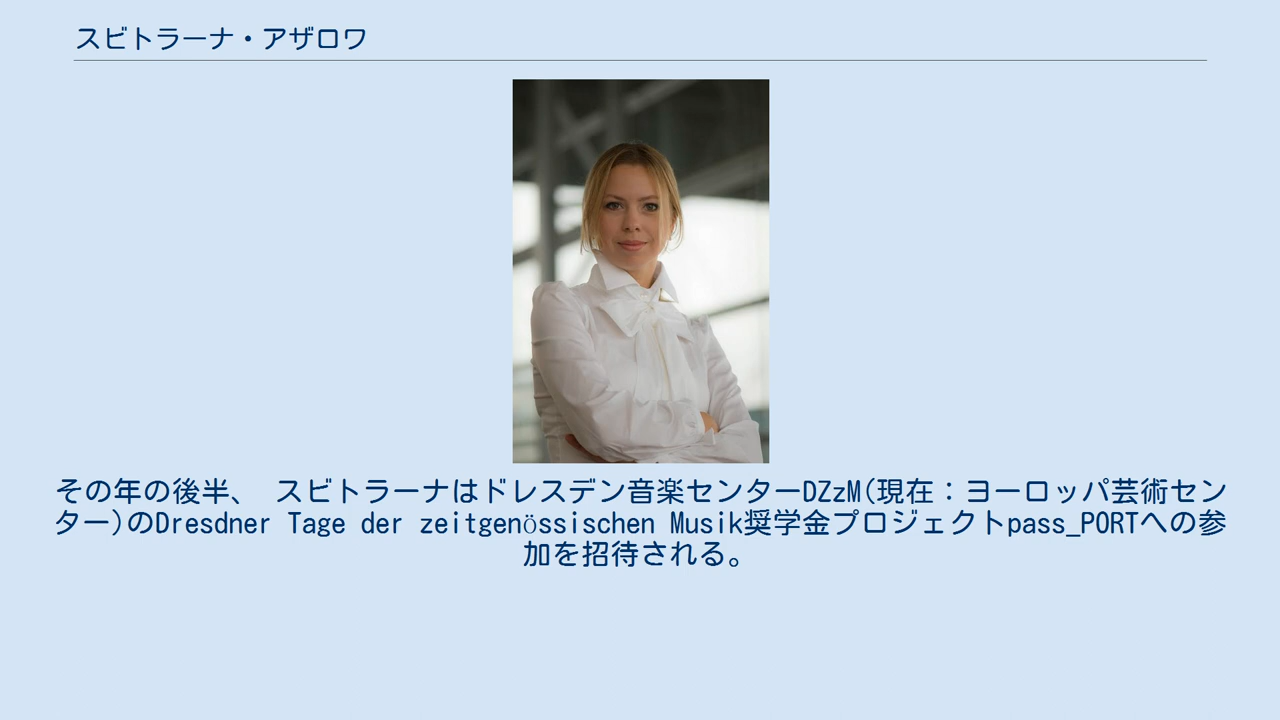 スビトラーナ・アザロワ
その年の後半、 スビトラーナはドレスデン音楽センターDZzM(現在：ヨーロッパ芸術セン
ター)のDresdner Tage der zeitgenössischen Musik奨学金プロジェクトpass_PORTへの参
加を招待される。